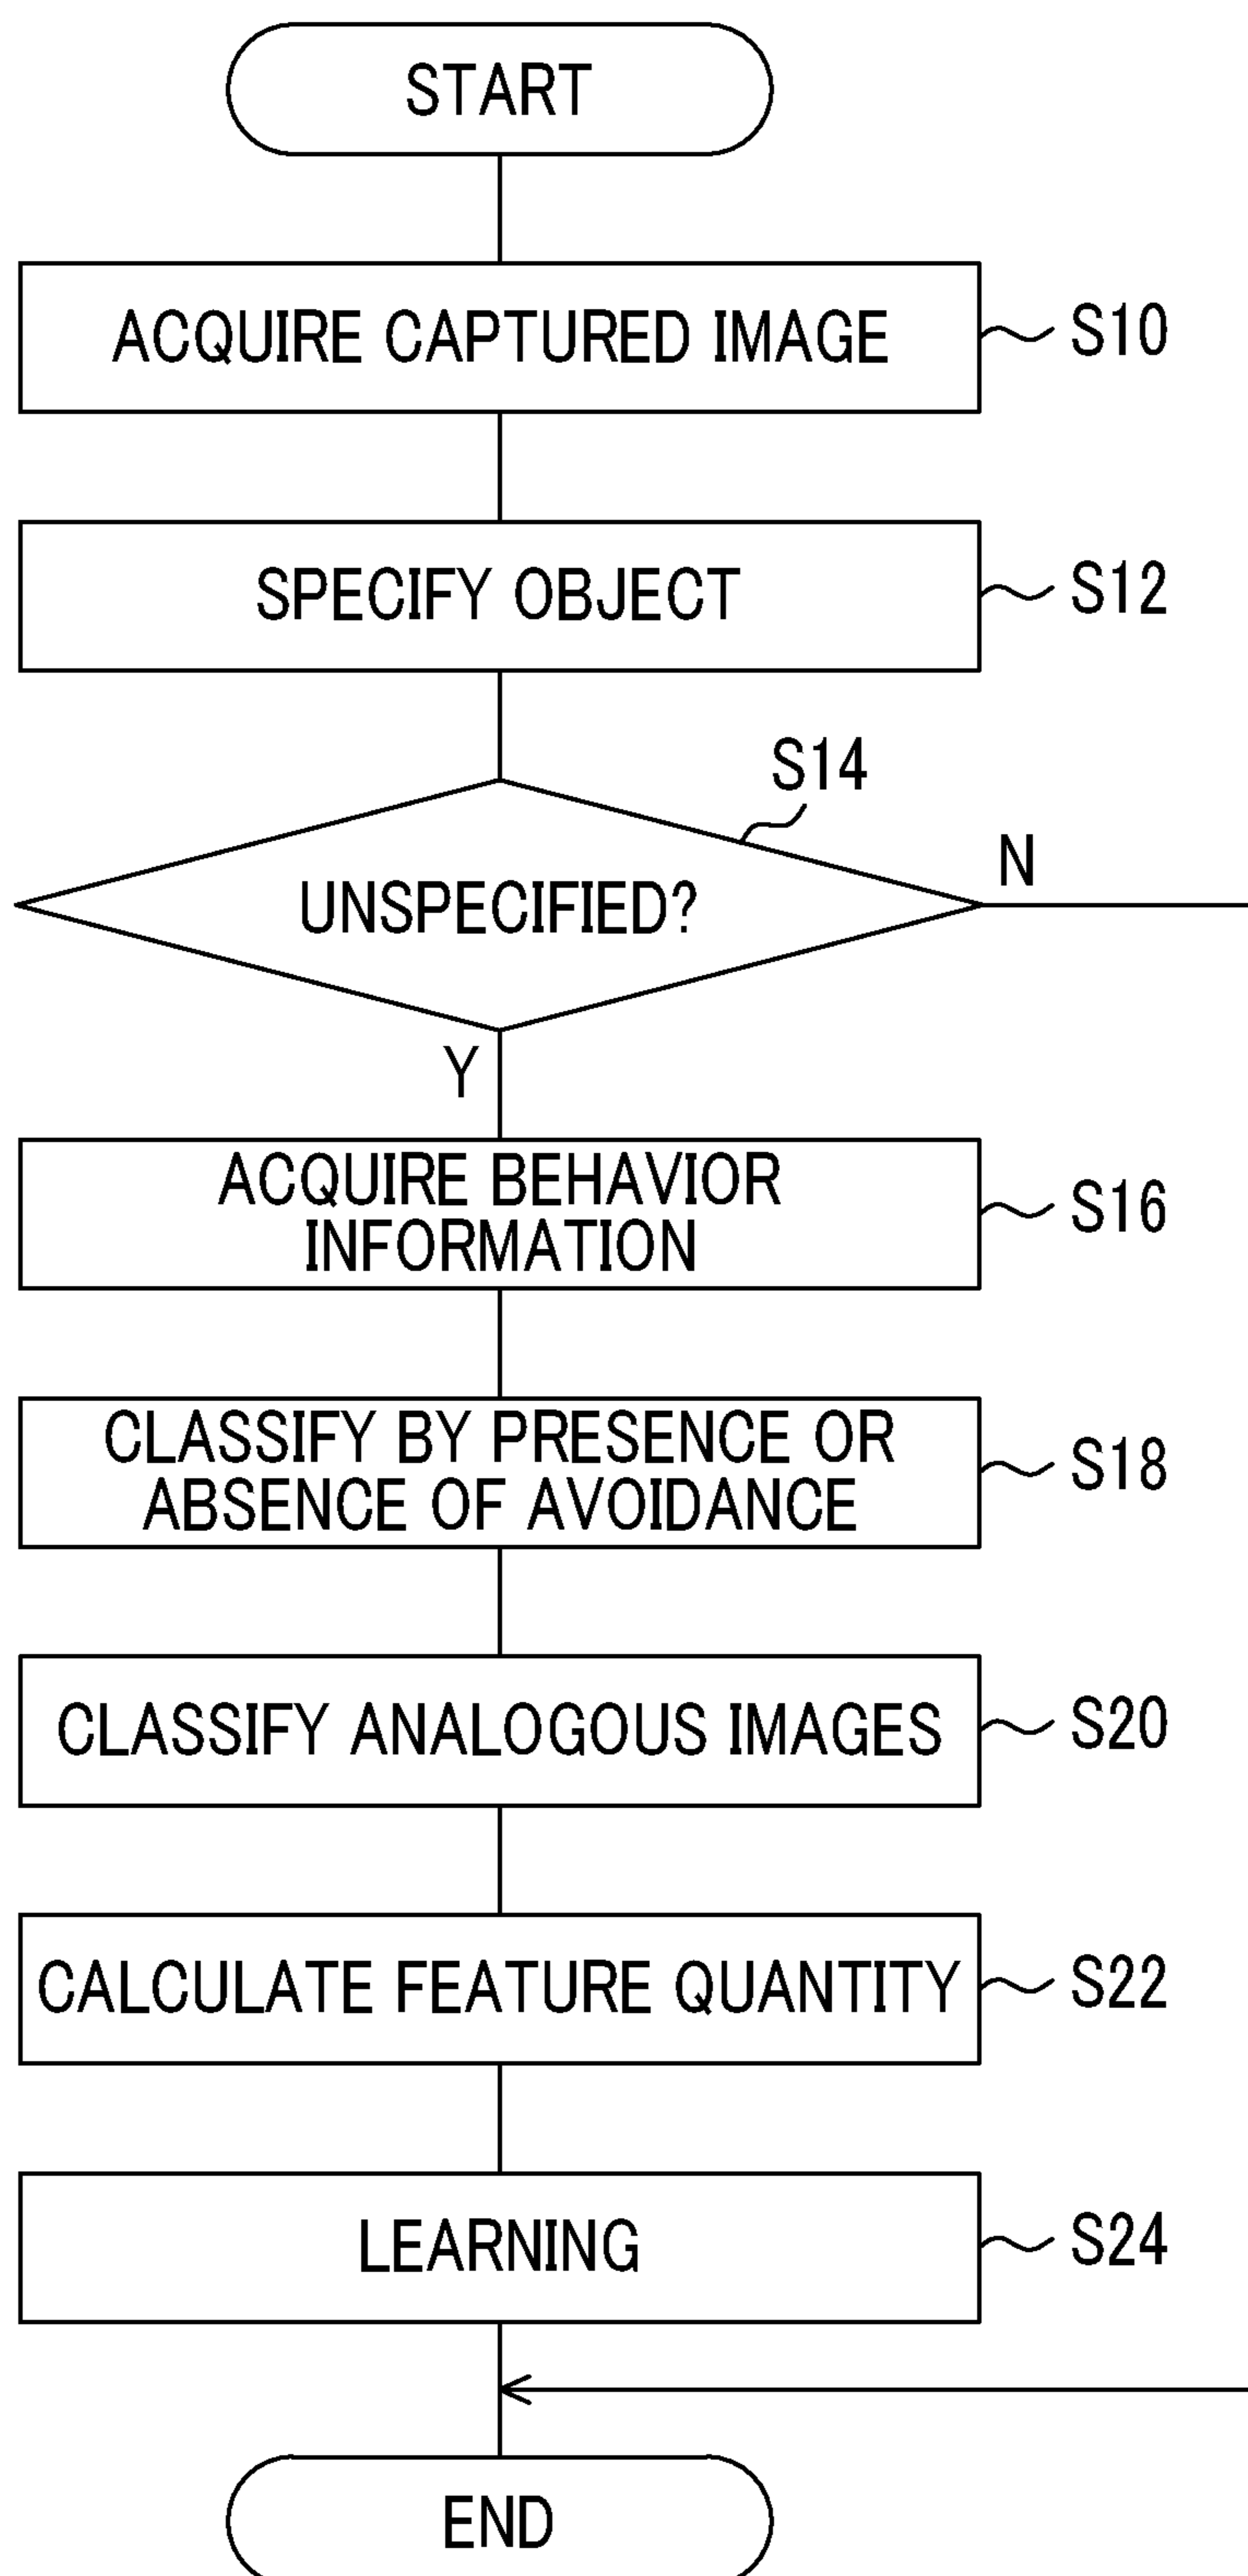 START
ACQUIRE CAPTURED IMAGE
S10
SPECIFY OBJECT
S12
S14
UNSPECIFIED?
N
Y
ACQUIRE BEHAVIOR
INFORMATION
S16
CLASSIFY BY PRESENCE OR
ABSENCE OF AVOIDANCE
S18
CLASSIFY ANALOGOUS IMAGES
S20
CALCULATE FEATURE QUANTITY
S22
LEARNING
S24
END